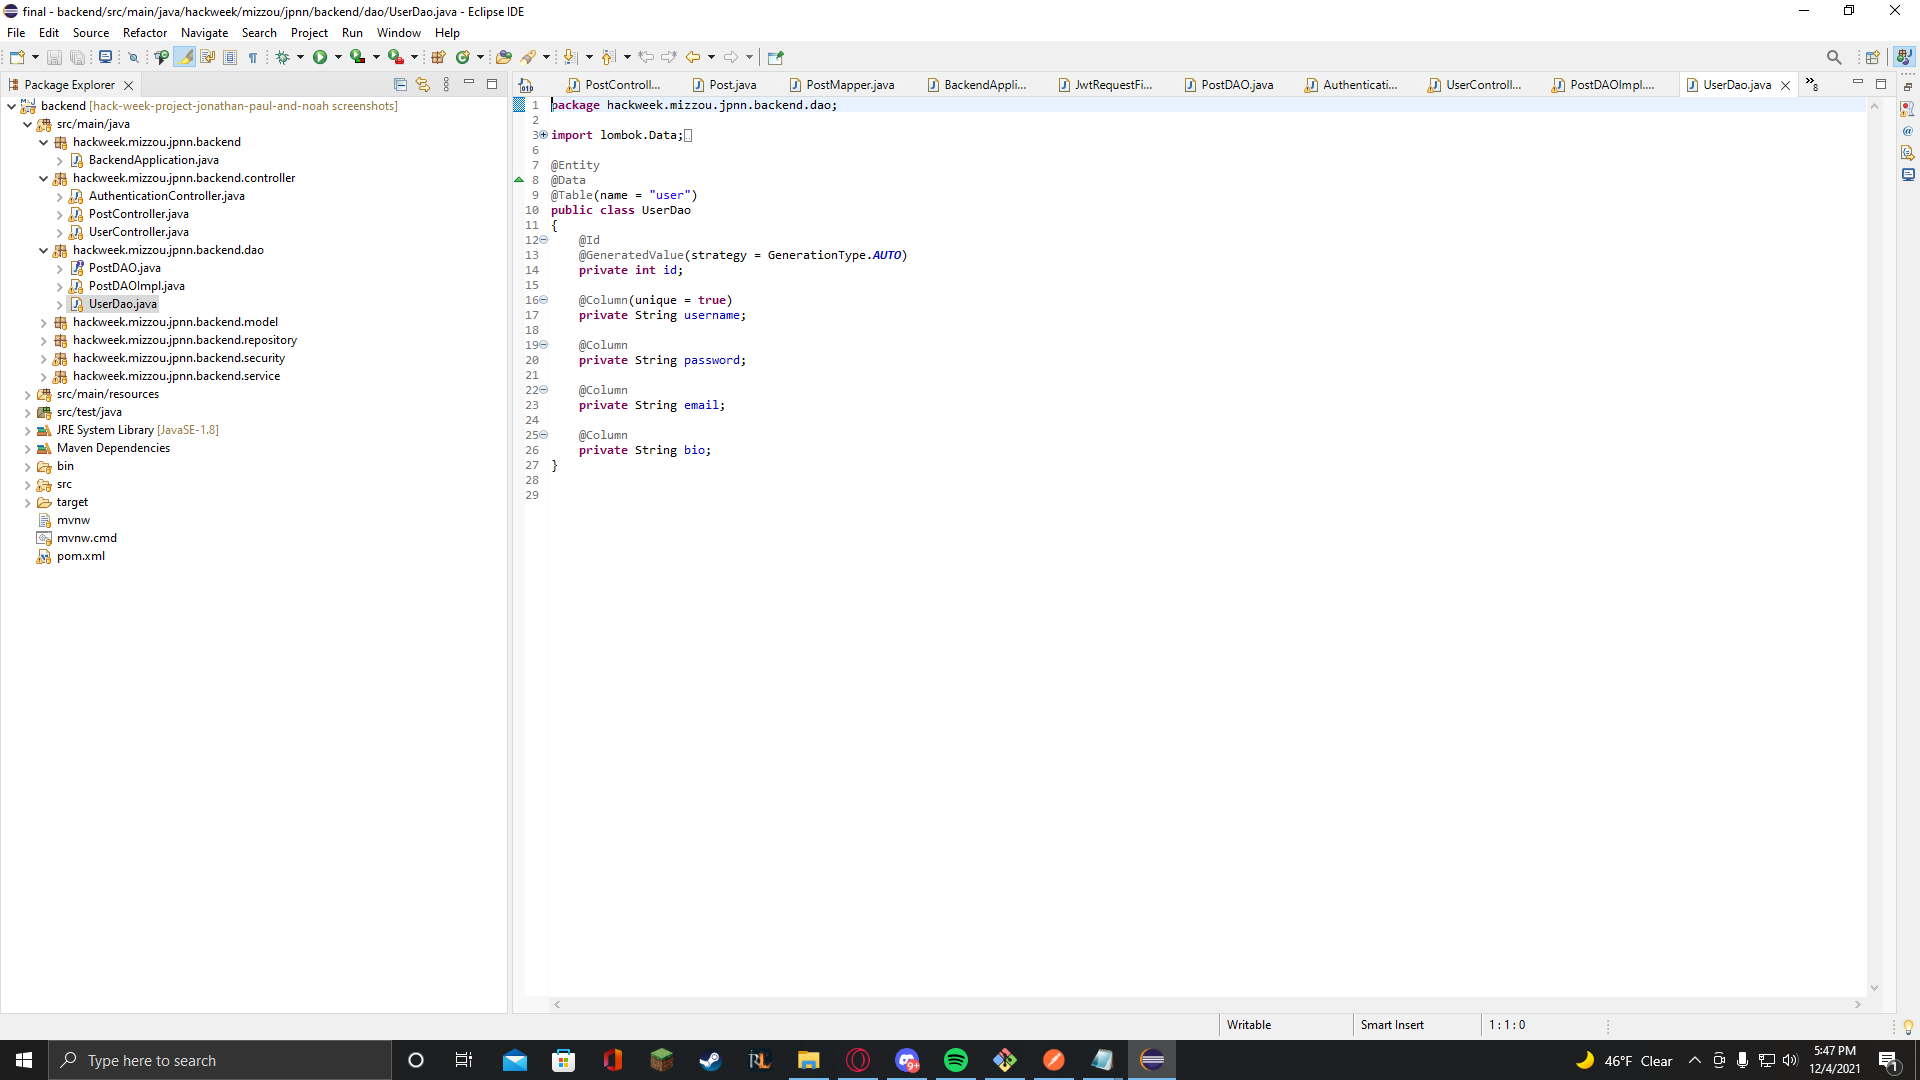 final - backend/src/main/java/hackweek/mizzou/jpnn/backend/dao/UserDao.java - Eclipse IDE
File Edit Source Refactor Navigate Search Project Run Window Help
Package Explorer
backend [hack-week-project-jonathan-paul-and-noah screenshots]
src/main/java
hackweek.mizzou.jpnn.backend
BackendApplication.java
hackweek.mizzou.jpnn.backend.controller
AuthenticationController.java
PostController.java
UserController.java
hackweek.mizzou.jpnn.backend.dao
PostDAO.java
PostDAOImpl.java
UserDao.java
hackweek.mizzou.jpnn.backend.model
hackweek.mizzou.jpnn.backend.repository
hackweek.mizzou.jpnn.backend.security
hackweek.mizzou.jpnn.backend.service
src/main/resources
src/test/java
JRE System Library [JavaSE-1.8]
Maven Dependencies
bin
src
target
mvnw
mvnw.cmd
pom.xml
PostControll... Post.java PostMapper.java BackendAppli... JwtRequestFi... PostDAO.java Authenticati... UserControll... PostDAOImpl.... UserDao.java »8
1 package hackweek.mizzou.jpnn.backend.dao;
2
3 import lombok.Data;
6
7 @Entity
8 @Data
9 @Table(name = "user")
10 public class UserDao
11 {
12 @Id
13 @GeneratedValue(strategy = GenerationType.AUTO)
14 private int id;
15
16 @Column(unique = true)
17 private String username;
18
19 @Column
20 private String password;
21
22 @Column
23 private String email;
24
25 @Column
26 private String bio;
27 }
28
29
Writable Smart Insert 1 : 1 : 0
Type here to search
9+
46°F Clear
5:47 PM
12/4/2021
1